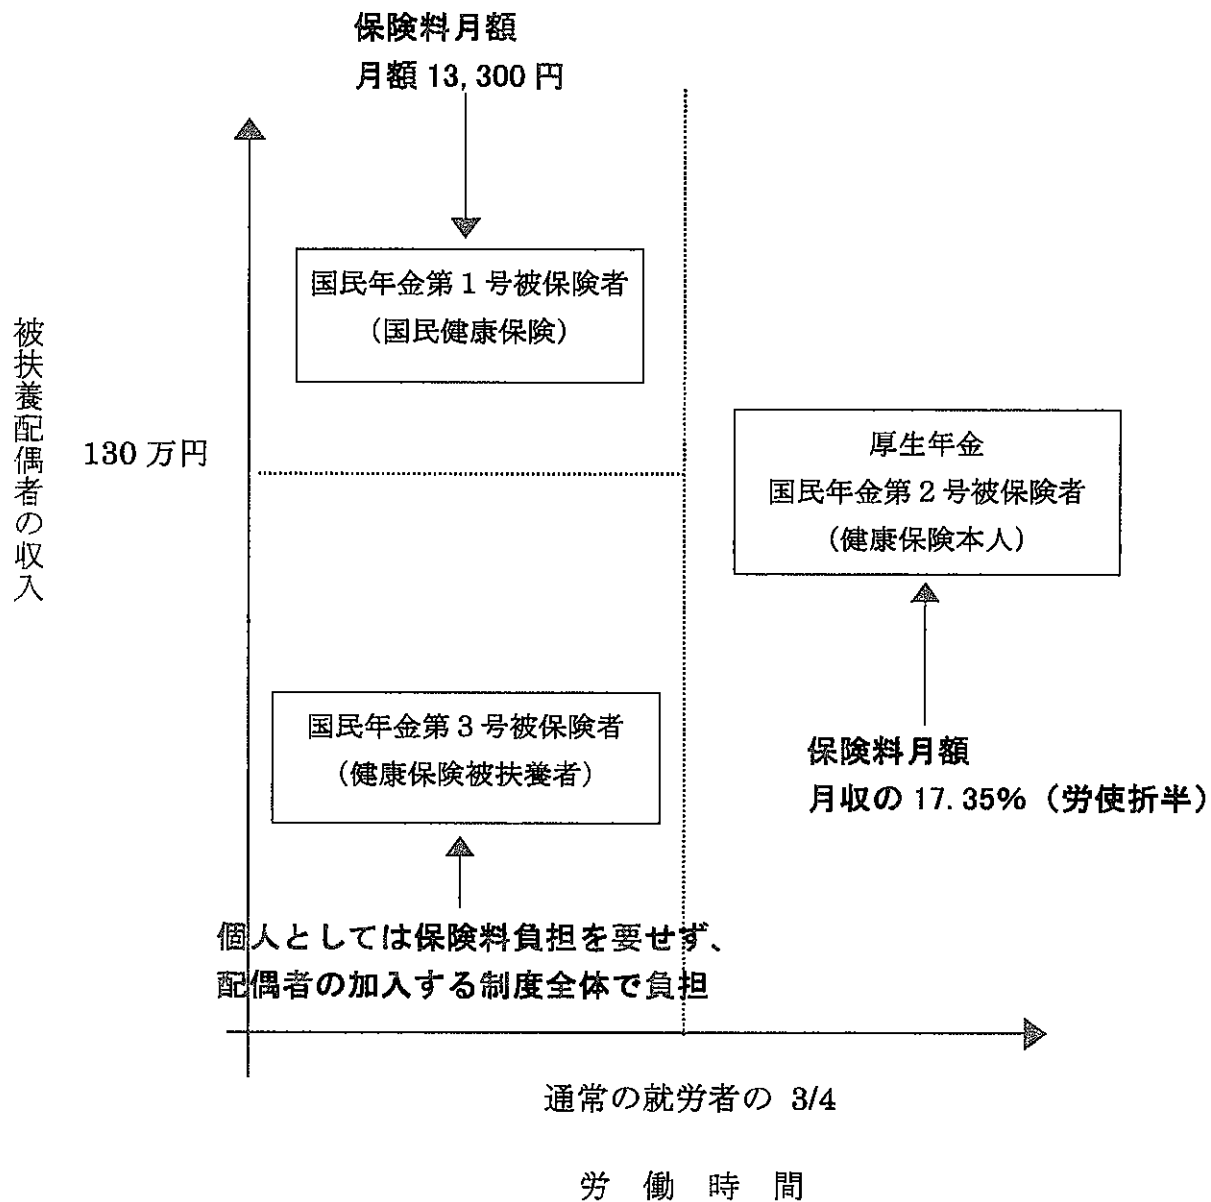 保険料月額
月額 13,300 円
国民年金第1号被保険者
（国民健康保険）
被扶養配偶者の収入
130 万円
厚生年金
国民年金第2号被保険者
（健康保険本人）
国民年金第3号被保険者
（健康保険被扶養者）
保険料月額
月収の 17.35%（労使折半）
個人としては保険料負担を要せず、
配偶者の加入する制度全体で負担
通常の就労者の 3/4
労 働 時 間